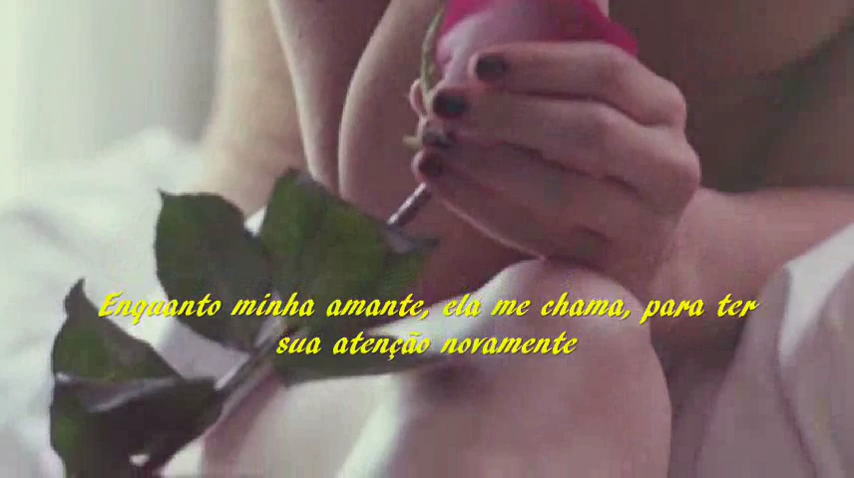 Enquanto minha amante, ela me chama, para ter
sua atenção novamente